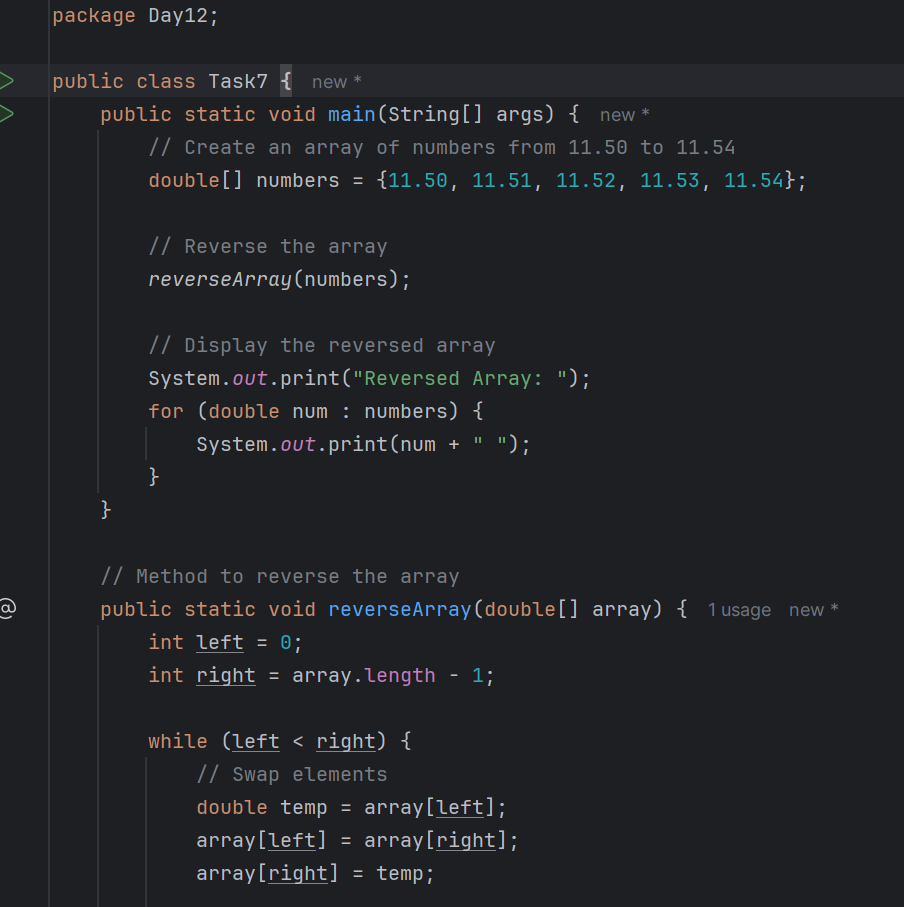 package Day12;
public class Task7 { new *
public static void main(String[] args) { new *
// Create an array of numbers from 11.50 to 11.54
double[] numbers = {11.50, 11.51, 11.52, 11.53, 11.54};
// Reverse the array
reverseArray(numbers);
// Display the reversed array
System.out.print("Reversed Array: ");
for (double num : numbers) {
System.out.print(num + " ");
}
}
// Method to reverse the array
@ public static void reverseArray(double[] array) { 1 usage new *
int left = 0;
int right = array.length - 1;
while (left < right) {
// Swap elements
double temp = array[left];
array[left] = array[right];
array[right] = temp;